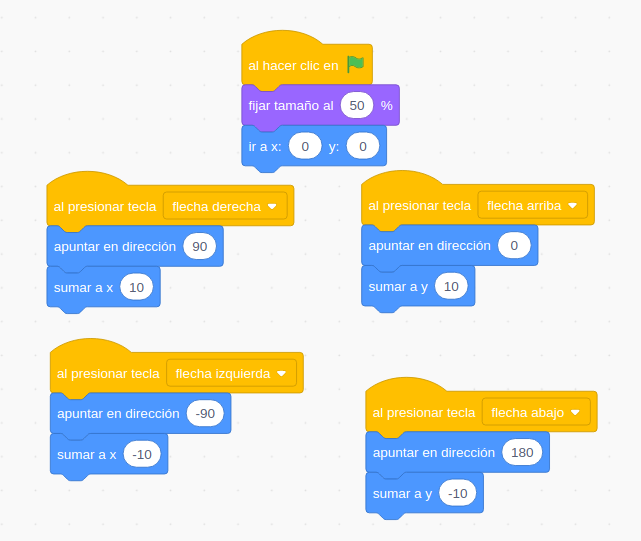 al hacer clic en
fijar tamaño al 50 %
ir a x: 0 y: 0
al presionar tecla flecha derecha
apuntar en dirección 90
sumar a x 10
al presionar tecla flecha arriba
apuntar en dirección 0
sumar a y 10
al presionar tecla flecha izquierda
apuntar en dirección -90
sumar a x -10
al presionar tecla flecha abajo
apuntar en dirección 180
sumar a y -10